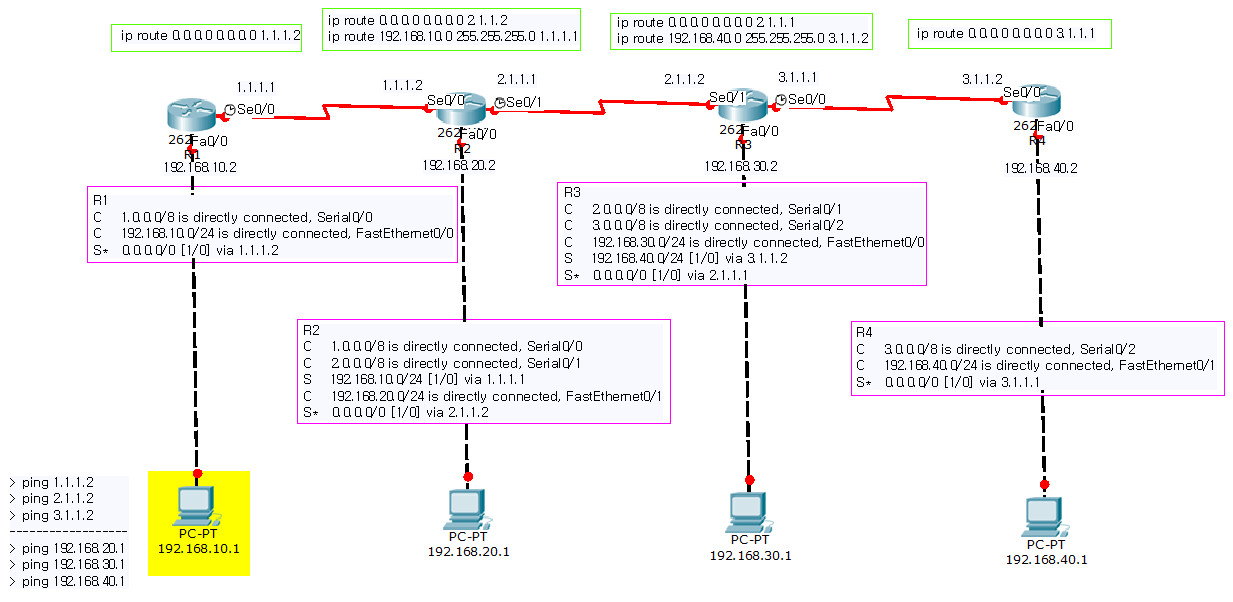 ip route 0.0.0.0 0.0.0.0 1.1.1.2
ip route 0.0.0.0 0.0.0.0 2.1.1.2
ip route 192.168.10.0 255.255.255.0 1.1.1.1
ip route 0.0.0.0 0.0.0.0 2.1.1.1
ip route 192.168.40.0 255.255.255.0 3.1.1.2
ip route 0.0.0.0 0.0.0.0 3.1.1.1
1.1.1.1
1.1.1.2
2.1.1.1
2.1.1.2
3.1.1.1
3.1.1.2
Se0/0
Se0/0
Se0/1
Se0/1
Se0/0
Se0/0
262
Fa0/0
R1
262
Fa0/0
R2
262
Fa0/0
R3
262
Fa0/0
R4
192.168.10.2
192.168.20.2
192.168.30.2
192.168.40.2
R1
C 1.0.0.0/8 is directly connected, Serial0/0
C 192.168.10.0/24 is directly connected, FastEthernet0/0
S* 0.0.0.0/0 [1/0] via 1.1.1.2
R3
C 2.0.0.0/8 is directly connected, Serial0/1
C 3.0.0.0/8 is directly connected, Serial0/2
C 192.168.30.0/24 is directly connected, FastEthernet0/0
S 192.168.40.0/24 [1/0] via 3.1.1.2
S* 0.0.0.0/0 [1/0] via 2.1.1.1
R2
C 1.0.0.0/8 is directly connected, Serial0/0
C 2.0.0.0/8 is directly connected, Serial0/1
S 192.168.10.0/24 [1/0] via 1.1.1.1
C 192.168.20.0/24 is directly connected, FastEthernet0/1
S* 0.0.0.0/0 [1/0] via 2.1.1.2
R4
C 3.0.0.0/8 is directly connected, Serial0/2
C 192.168.40.0/24 is directly connected, FastEthernet0/1
S* 0.0.0.0/0 [1/0] via 3.1.1.1
> ping 1.1.1.2
> ping 2.1.1.2
> ping 3.1.1.2
------------------
> ping 192.168.20.1
> ping 192.168.30.1
> ping 192.168.40.1
PC-PT
192.168.10.1
PC-PT
192.168.20.1
PC-PT
192.168.30.1
PC-PT
192.168.40.1